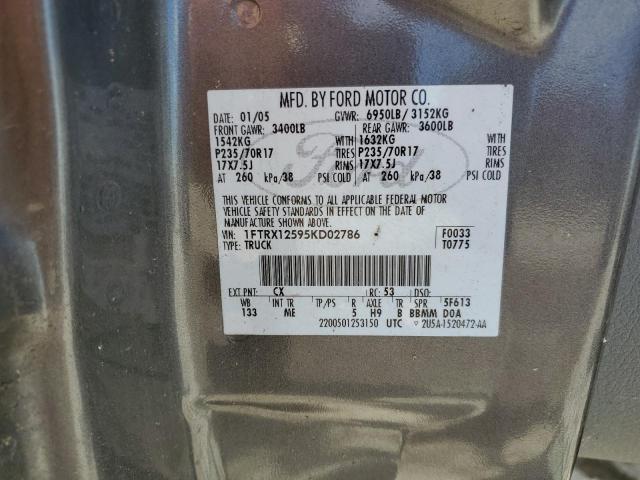 MFD. BY FORD MOTOR CO.
DATE: 01/05 GVWR: 6950LB/ 3152KG
FRONT GAWR: 3400LB REAR GAWR: 3600LB
1542KG WITH 1632KG WITH
P235/70R17 TIRES P235/70R17 TIRES
17X7.5J RIMS 17X7.5J RIMS
AT 260 kPa/38 PSI COLD AT 260 kPa/38 PSI COLD
Ford
THIS VEHICLE CONFORMS TO ALL APPLICABLE FEDERAL MOTOR
VEHICLE SAFETY STANDARDS IN EFFECT ON THE DATE OF
MANUFACTURE SHOWN ABOVE.
VIN: 1FTRX12595KD02786 F0033
TYPE: TRUCK T0775
EXT PNT: CX RC: 53 DSO:
WB INT TR TP/PS R AXLE TR SPR 5F613
133 ME 5 H9 B BBMM DOA
2200501253150 UTC 2U5A-1520472-AA